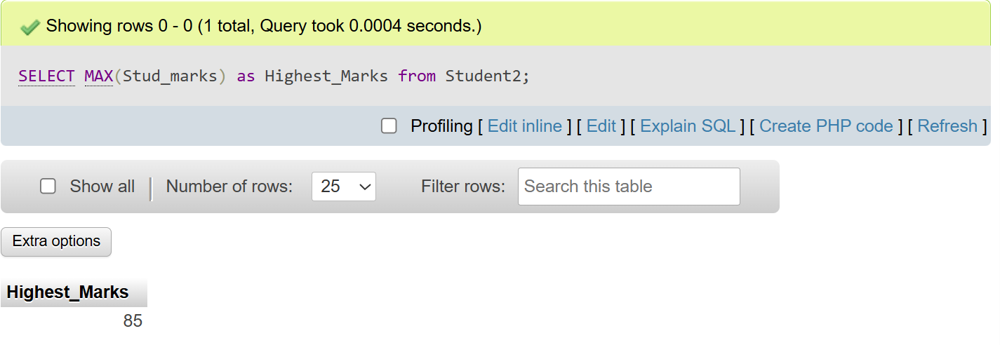 Showing rows 0 - 0 (1 total, Query took 0.0004 seconds.)
SELECT MAX(Stud_marks) as Highest_Marks from Student2;
Profiling [ Edit inline ] [ Edit ] [ Explain SQL ] [ Create PHP code ] [ Refresh ]
Show all | Number of rows: 25 Filter rows: Search this table
Extra options
Highest_Marks
85